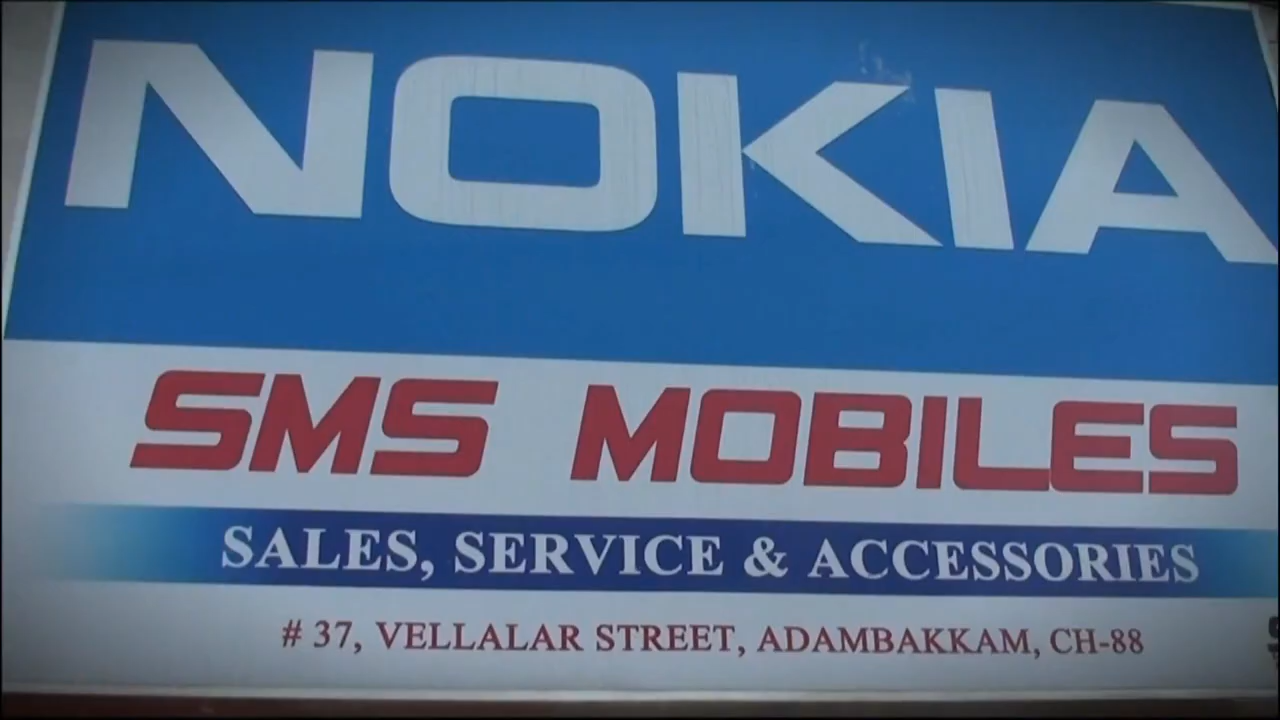 NOKIA
SMS MOBILES
SALES, SERVICE & ACCESSORIES
# 37, VELLALAR STREET, ADAMBAKKAM, CH-88